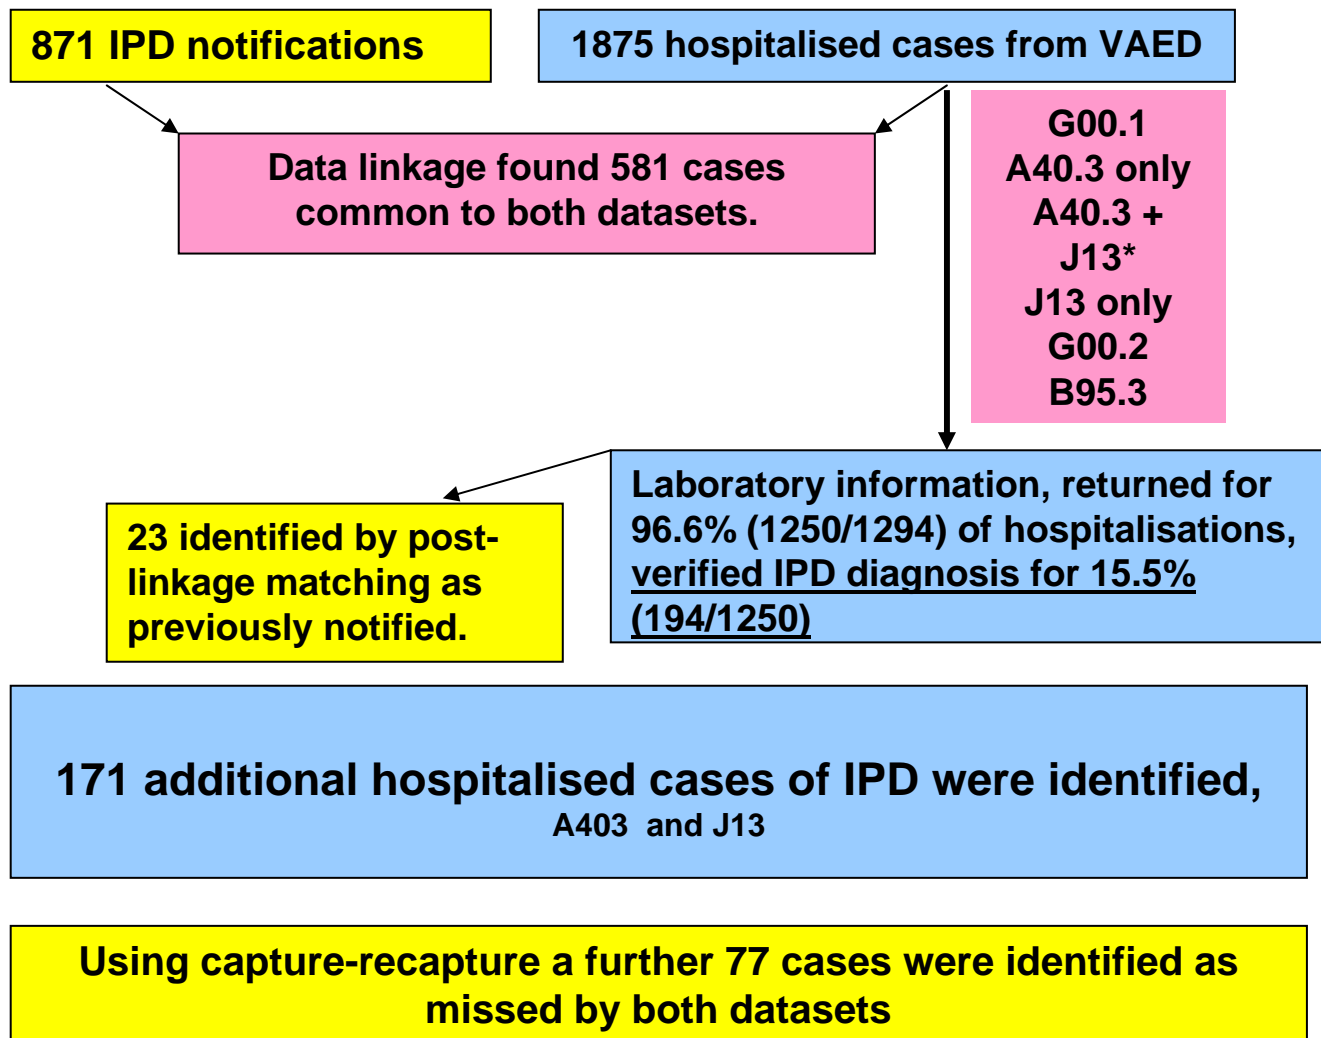 871 IPD notifications
1875 hospitalised cases from VAED
Data linkage found 581 cases
common to both datasets.
G00.1
A40.3 only
A40.3 +
J13*
J13 only
G00.2
B95.3
Laboratory information, returned for
96.6% (1250/1294) of hospitalisations,
verified IPD diagnosis for 15.5%
(194/1250)
23 identified by post-
linkage matching as
previously notified.
171 additional hospitalised cases of IPD were identified,
A403 and J13
Using capture-recapture a further 77 cases were identified as
missed by both datasets